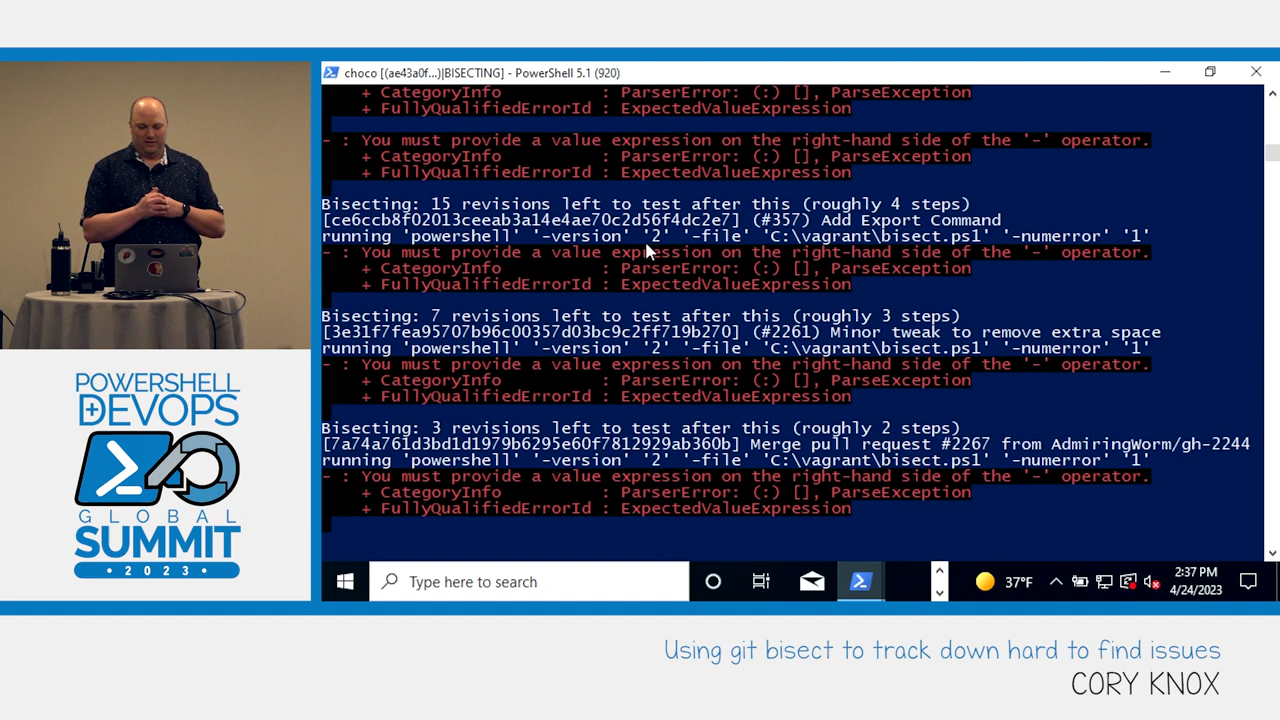 choco [(ae43a0f...)|BISECTING] - PowerShell 5.1 (920)
+ CategoryInfo : ParserError: (:) [], ParseException
+ FullyQualifiedErrorId : ExpectedValueExpression
- : You must provide a value expression on the right-hand side of the '-' operator.
+ CategoryInfo : ParserError: (:) [], ParseException
+ FullyQualifiedErrorId : ExpectedValueExpression
Bisecting: 15 revisions left to test after this (roughly 4 steps)
[ce6ccb8f02013ceeab3a14e4ae70c2d56f4dc2e7] (#357) Add Export Command
running 'powershell' '-version' '2' '-file' 'C:\vagrant\bisect.ps1' '-numerror' '1'
- : You must provide a value expression on the right-hand side of the '-' operator.
+ CategoryInfo : ParserError: (:) [], ParseException
+ FullyQualifiedErrorId : ExpectedValueExpression
Bisecting: 7 revisions left to test after this (roughly 3 steps)
[3e31f7fea95707b96c00357d03bc9c2ff719b270] (#2261) Minor tweak to remove extra space
running 'powershell' '-version' '2' '-file' 'C:\vagrant\bisect.ps1' '-numerror' '1'
- : You must provide a value expression on the right-hand side of the '-' operator.
+ CategoryInfo : ParserError: (:) [], ParseException
+ FullyQualifiedErrorId : ExpectedValueExpression
Bisecting: 3 revisions left to test after this (roughly 2 steps)
[7a74a761d3bd1d1979b6295e60f7812929ab360b] Merge pull request #2267 from AdmiringWorm/gh-2244
running 'powershell' '-version' '2' '-file' 'C:\vagrant\bisect.ps1' '-numerror' '1'
- : You must provide a value expression on the right-hand side of the '-' operator.
+ CategoryInfo : ParserError: (:) [], ParseException
+ FullyQualifiedErrorId : ExpectedValueExpression
Type here to search
37°F
2:37 PM
4/24/2023
POWERSHELL
+DEVOPS
GLOBAL
SUMMIT
• 2023 •
Using git bisect to track down hard to find issues
CORY KNOX